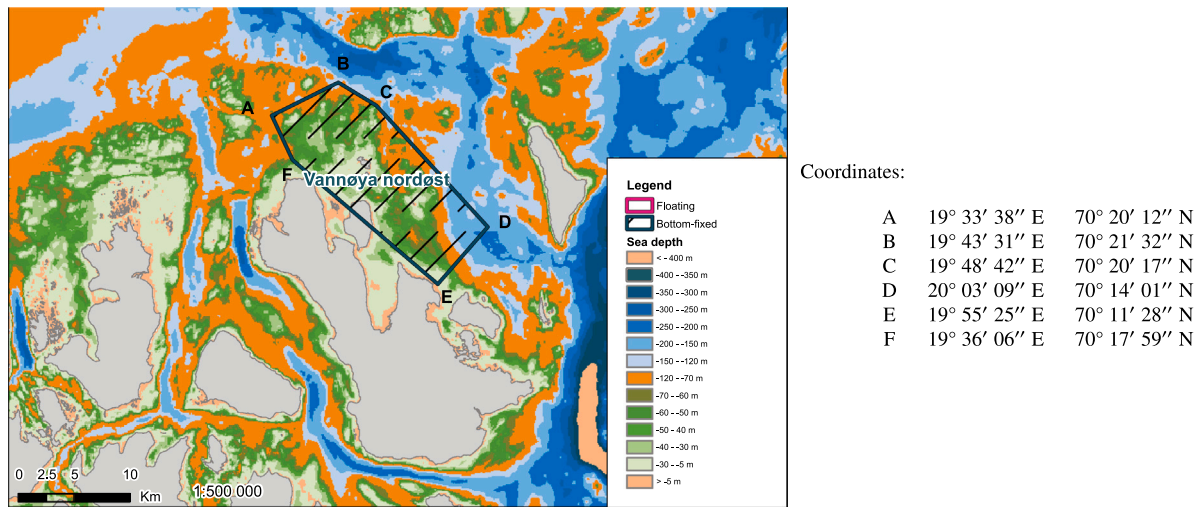 B
C
A
F
Vannøya nordøst
D
E
0 2.5 5 10
Km
1:500 000
Legend
Floating
Bottom-fixed
Sea depth
< - 400 m
-400 - -350 m
-350 - -300 m
-300 - -250 m
-250 - -200 m
-200 - -150 m
-150 - -120 m
-120 - -70 m
-70 - -60 m
-60 - -50 m
-50 - 40 m
-40 - -30 m
-30 - -5 m
> -5 m
Coordinates:
A 19° 33′ 38′′ E 70° 20′ 12′′ N
B 19° 43′ 31′′ E 70° 21′ 32′′ N
C 19° 48′ 42′′ E 70° 20′ 17′′ N
D 20° 03′ 09′′ E 70° 14′ 01′′ N
E 19° 55′ 25′′ E 70° 11′ 28′′ N
F 19° 36′ 06′′ E 70° 17′ 59′′ N